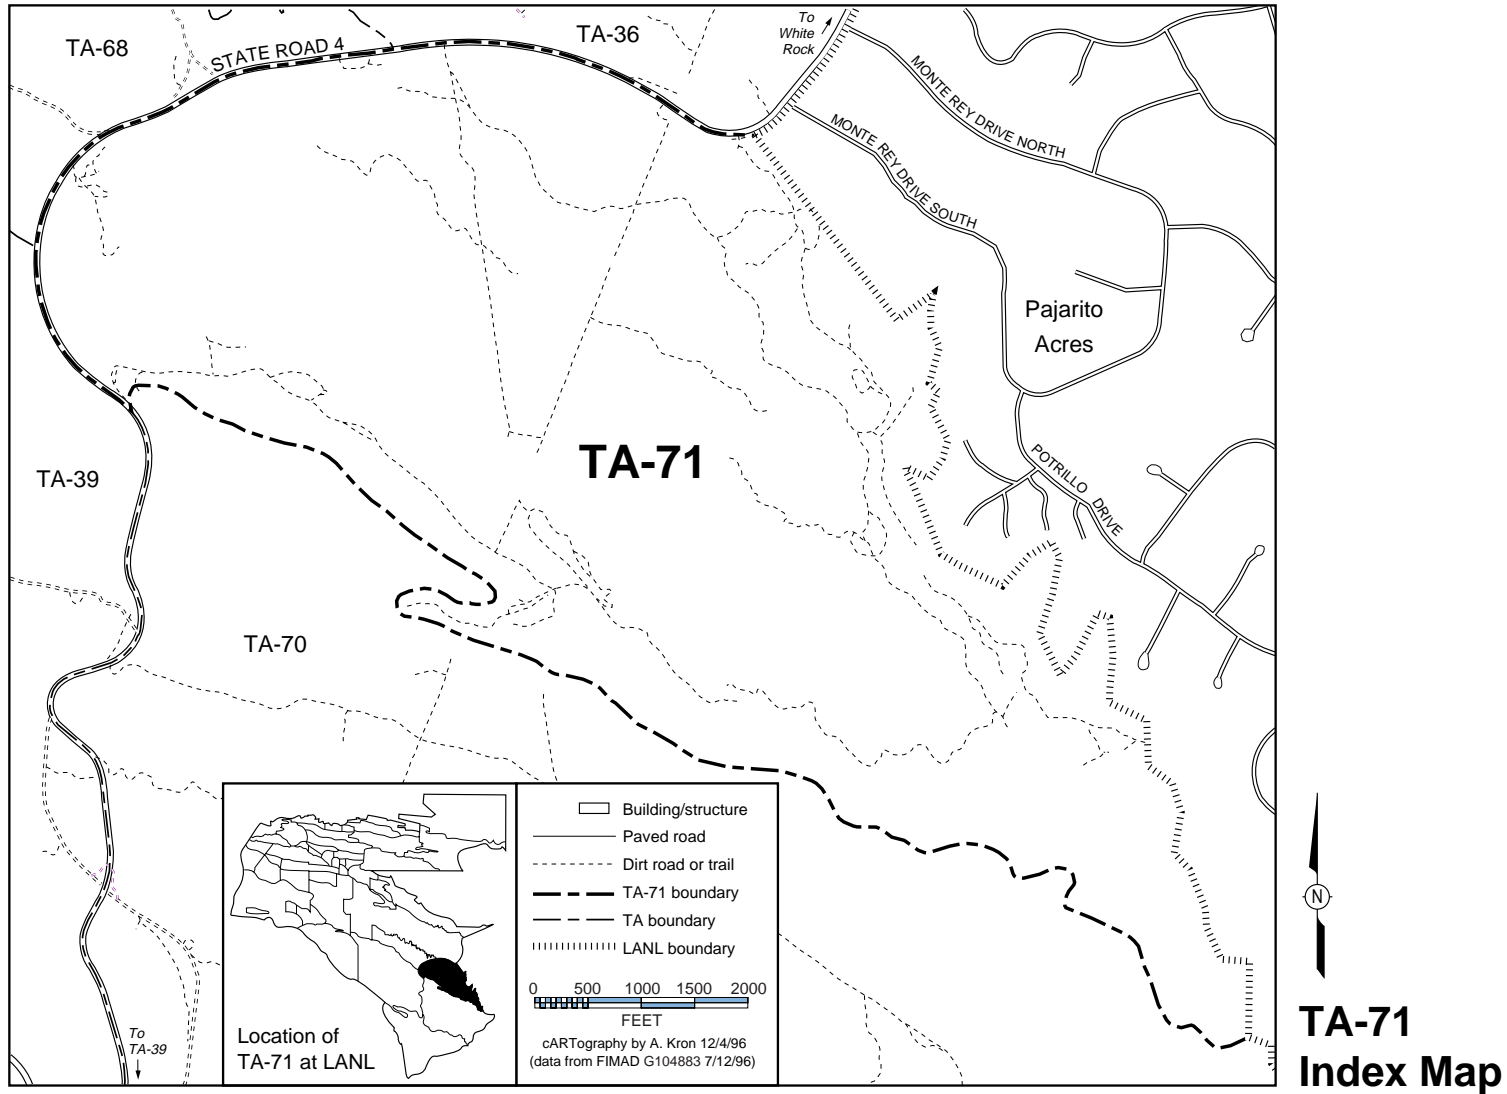 TA-68
STATE ROAD 4
TA-36
To
White
Rock
MONTE REY DRIVE NORTH
MONTE REY DRIVE SOUTH
Pajarito
Acres
TA-71
TA-39
POTRILLO DRIVE
TA-70
To
TA-39
Location of
TA-71 at LANL
Building/structure
Paved road
Dirt road or trail
TA-71 boundary
TA boundary
LANL boundary
0 500 1000 1500 2000
FEET
cARTography by A. Kron 12/4/96
(data from FIMAD G104883 7/12/96)
N
TA-71
Index Map